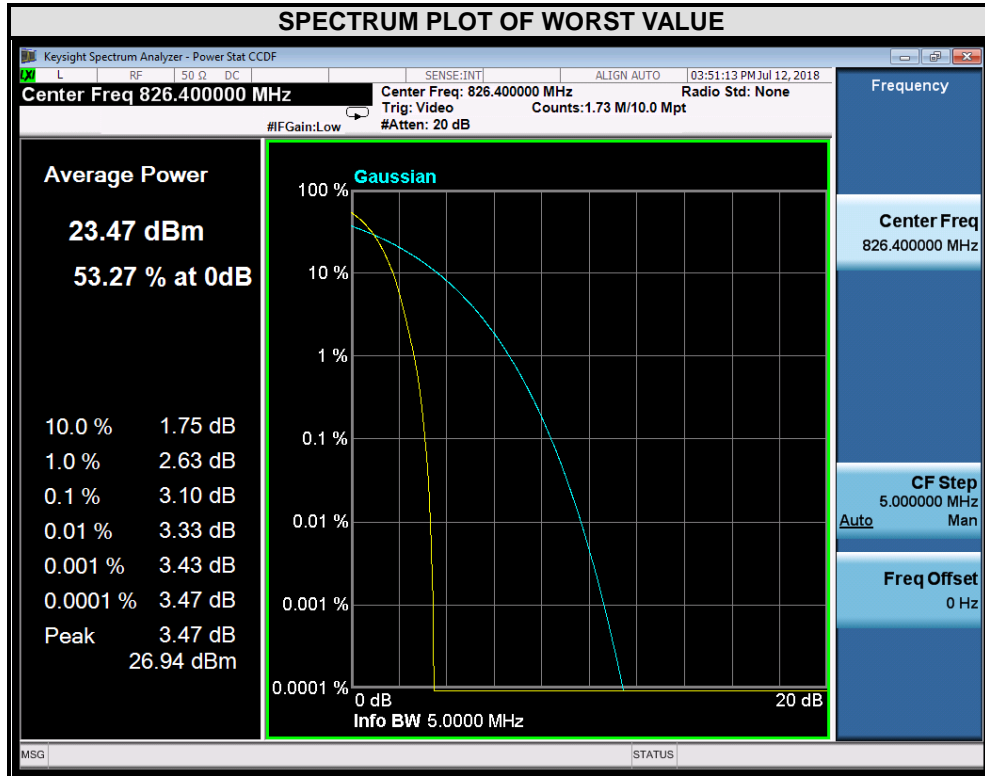 SPECTRUM PLOT OF WORST VALUE
Keysight Spectrum Analyzer - Power Stat CCDF
LXI L RF 50 Ω DC SENSE:INT ALIGN AUTO 03:51:13 PM Jul 12, 2018
Center Freq 826.400000 MHz
Center Freq: 826.400000 MHz Radio Std: None
Trig: Video Counts:1.73 M/10.0 Mpt
#IFGain:Low #Atten: 20 dB
Frequency
Average Power
23.47 dBm
53.27 % at 0dB
10.0 % 1.75 dB
1.0 % 2.63 dB
0.1 % 3.10 dB
0.01 % 3.33 dB
0.001 % 3.43 dB
0.0001 % 3.47 dB
Peak 3.47 dB
26.94 dBm
Gaussian
100 %
10 %
1 %
0.1 %
0.01 %
0.001 %
0.0001 %
0 dB 20 dB
Info BW 5.0000 MHz
Center Freq
826.400000 MHz
CF Step
5.000000 MHz
Auto Man
Freq Offset
0 Hz
MSG STATUS